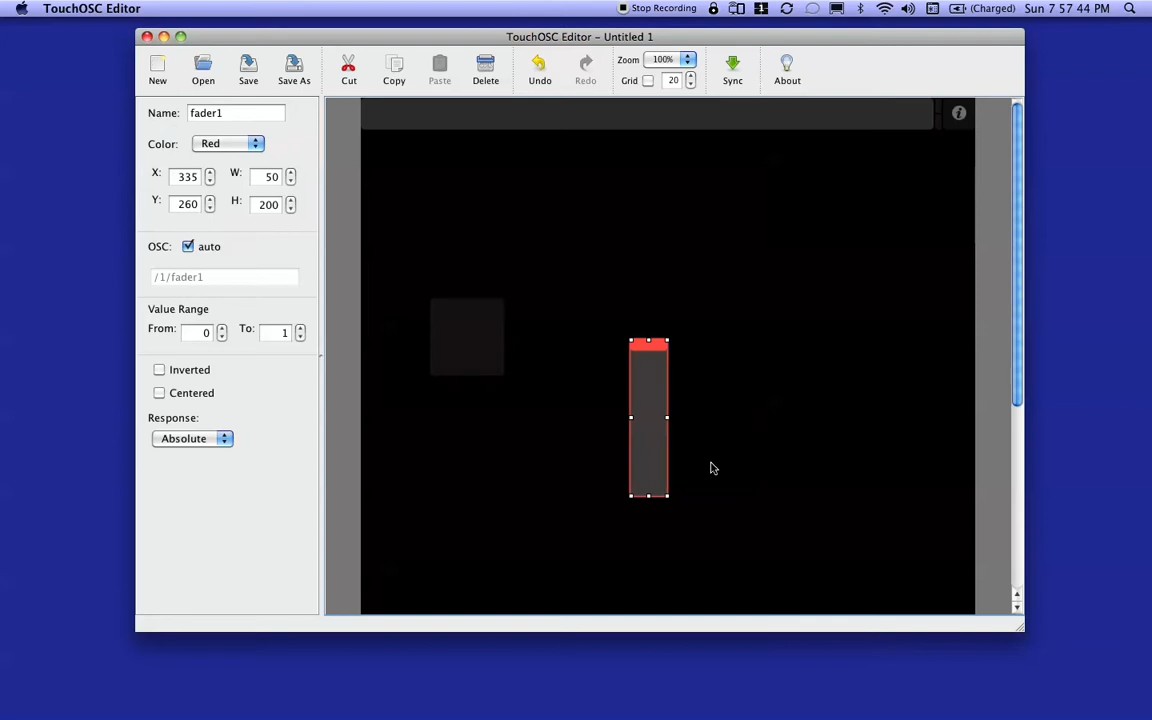 TouchOSC Editor
Stop Recording
1
(Charged)
Sun 7 57 44 PM
TouchOSC Editor – Untitled 1
New
Open
Save
Save As
Cut
Copy
Paste
Delete
Undo
Redo
Zoom
100%
Grid
20
Sync
About
Name:
fader1
Color:
Red
X:
335
W:
50
Y:
260
H:
200
OSC:
auto
/1/fader1
Value Range
From:
0
To:
1
Inverted
Centered
Response:
Absolute